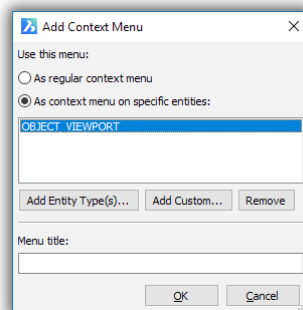 Add Context Menu
Use this menu:
As regular context menu
As context menu on specific entities:
OBJECT_VIEWPORT
Add Entity Type(s)... Add Custom... Remove
Menu title:
OK Cancel